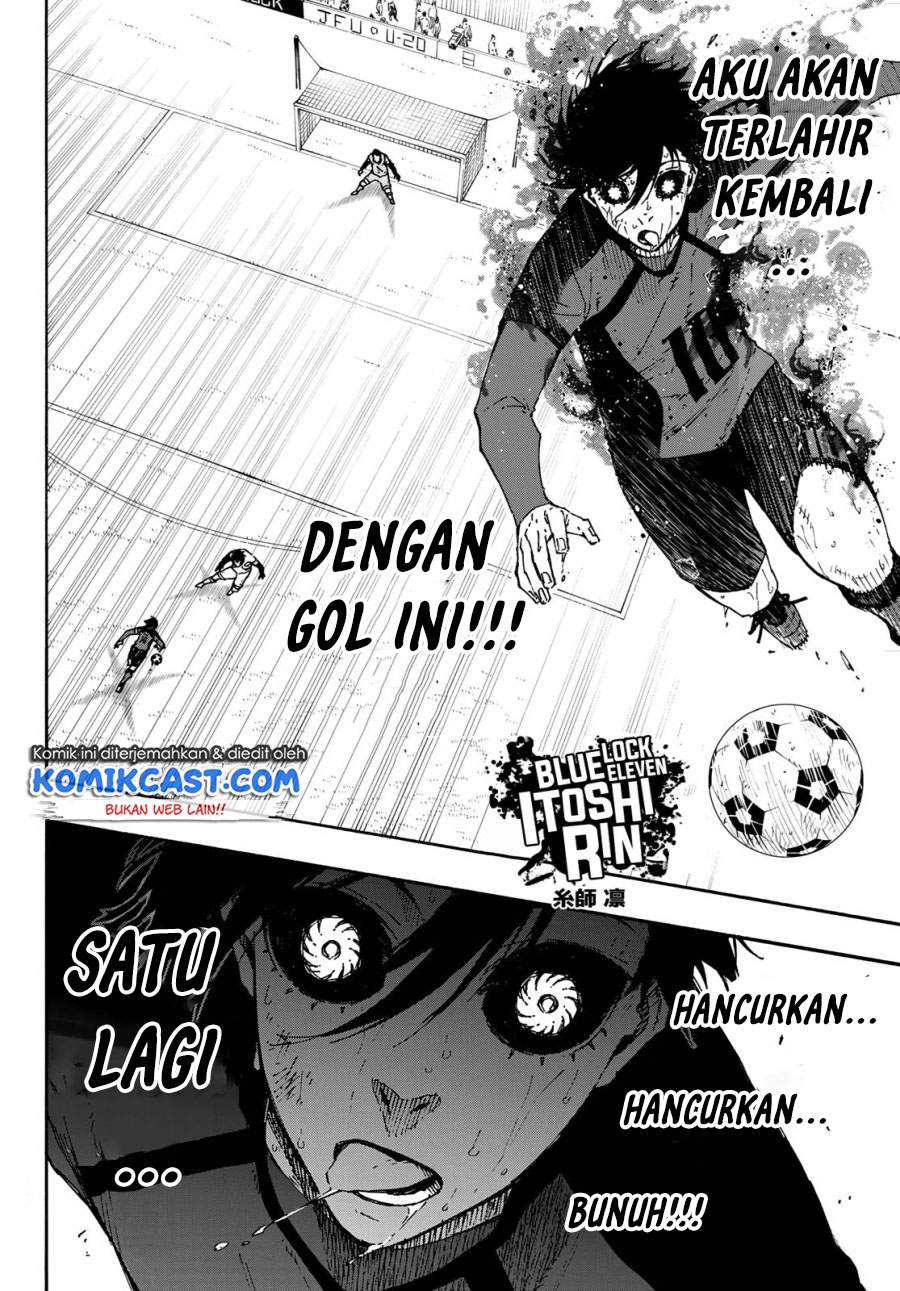 JFU U-20
AKU AKAN
TERLAHIR
KEMBALI
...
DENGAN
GOL INI!!!
Komik ini diterjemahkan & diedit oleh
KOMIKCAST.COM
BUKAN WEB LAIN!!
BLUE LOCK
ELEVEN
ITOSHI
RIN
糸師 凛
SATU
LAGI
...
HANCURKAN...
HANCURKAN...
BUNUH!!!